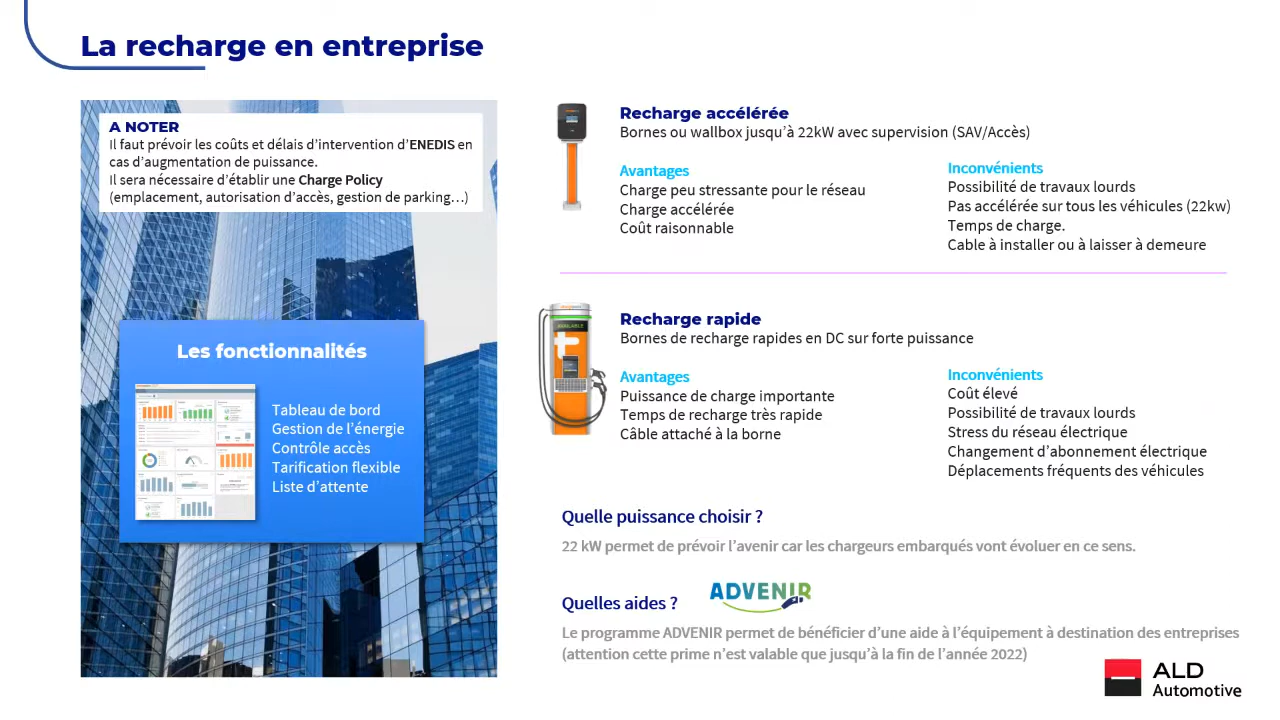 La recharge en entreprise
A NOTER
Il faut prévoir les coûts et délais d'intervention d'ENEDIS en
cas d'augmentation de puissance.
Il sera nécessaire d'établir une Charge Policy
(emplacement, autorisation d'accès, gestion de parking…)
Les fonctionnalités
Tableau de bord
Gestion de l'énergie
Contrôle accès
Tarification flexible
Liste d'attente
Recharge accélérée
Bornes ou wallbox jusqu'à 22kW avec supervision (SAV/Accès)
Avantages
Charge peu stressante pour le réseau
Charge accélérée
Coût raisonnable
Inconvénients
Possibilité de travaux lourds
Pas accélérée sur tous les véhicules (22kw)
Temps de charge.
Cable à installer ou à laisser à demeure
AVAILABLE
Recharge rapide
Bornes de recharge rapides en DC sur forte puissance
Avantages
Puissance de charge importante
Temps de recharge très rapide
Câble attaché à la borne
Inconvénients
Coût élevé
Possibilité de travaux lourds
Stress du réseau électrique
Changement d'abonnement électrique
Déplacements fréquents des véhicules
Quelle puissance choisir ?
22 kW permet de prévoir l'avenir car les chargeurs embarqués vont évoluer en ce sens.
Quelles aides ?
ADVENIR
Le programme ADVENIR permet de bénéficier d'une aide à l'équipement à destination des entreprises
(attention cette prime n'est valable que jusqu'à la fin de l'année 2022)
ALD
Automotive